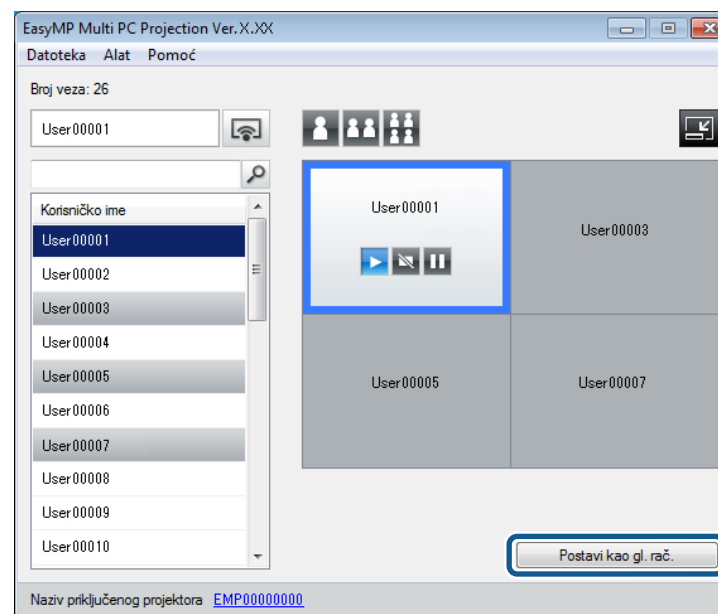 EasyMP Multi PC Projection Ver.X.XX
Datoteka Alat Pomoć
Broj veza: 26
User00001
Korisničko ime
User00001
User00002
User00003
User00004
User00005
User00006
User00007
User00008
User00009
User00010
User00001
User00003
User00005
User00007
Postavi kao gl. rač.
Naziv priključenog projektora EMP00000000